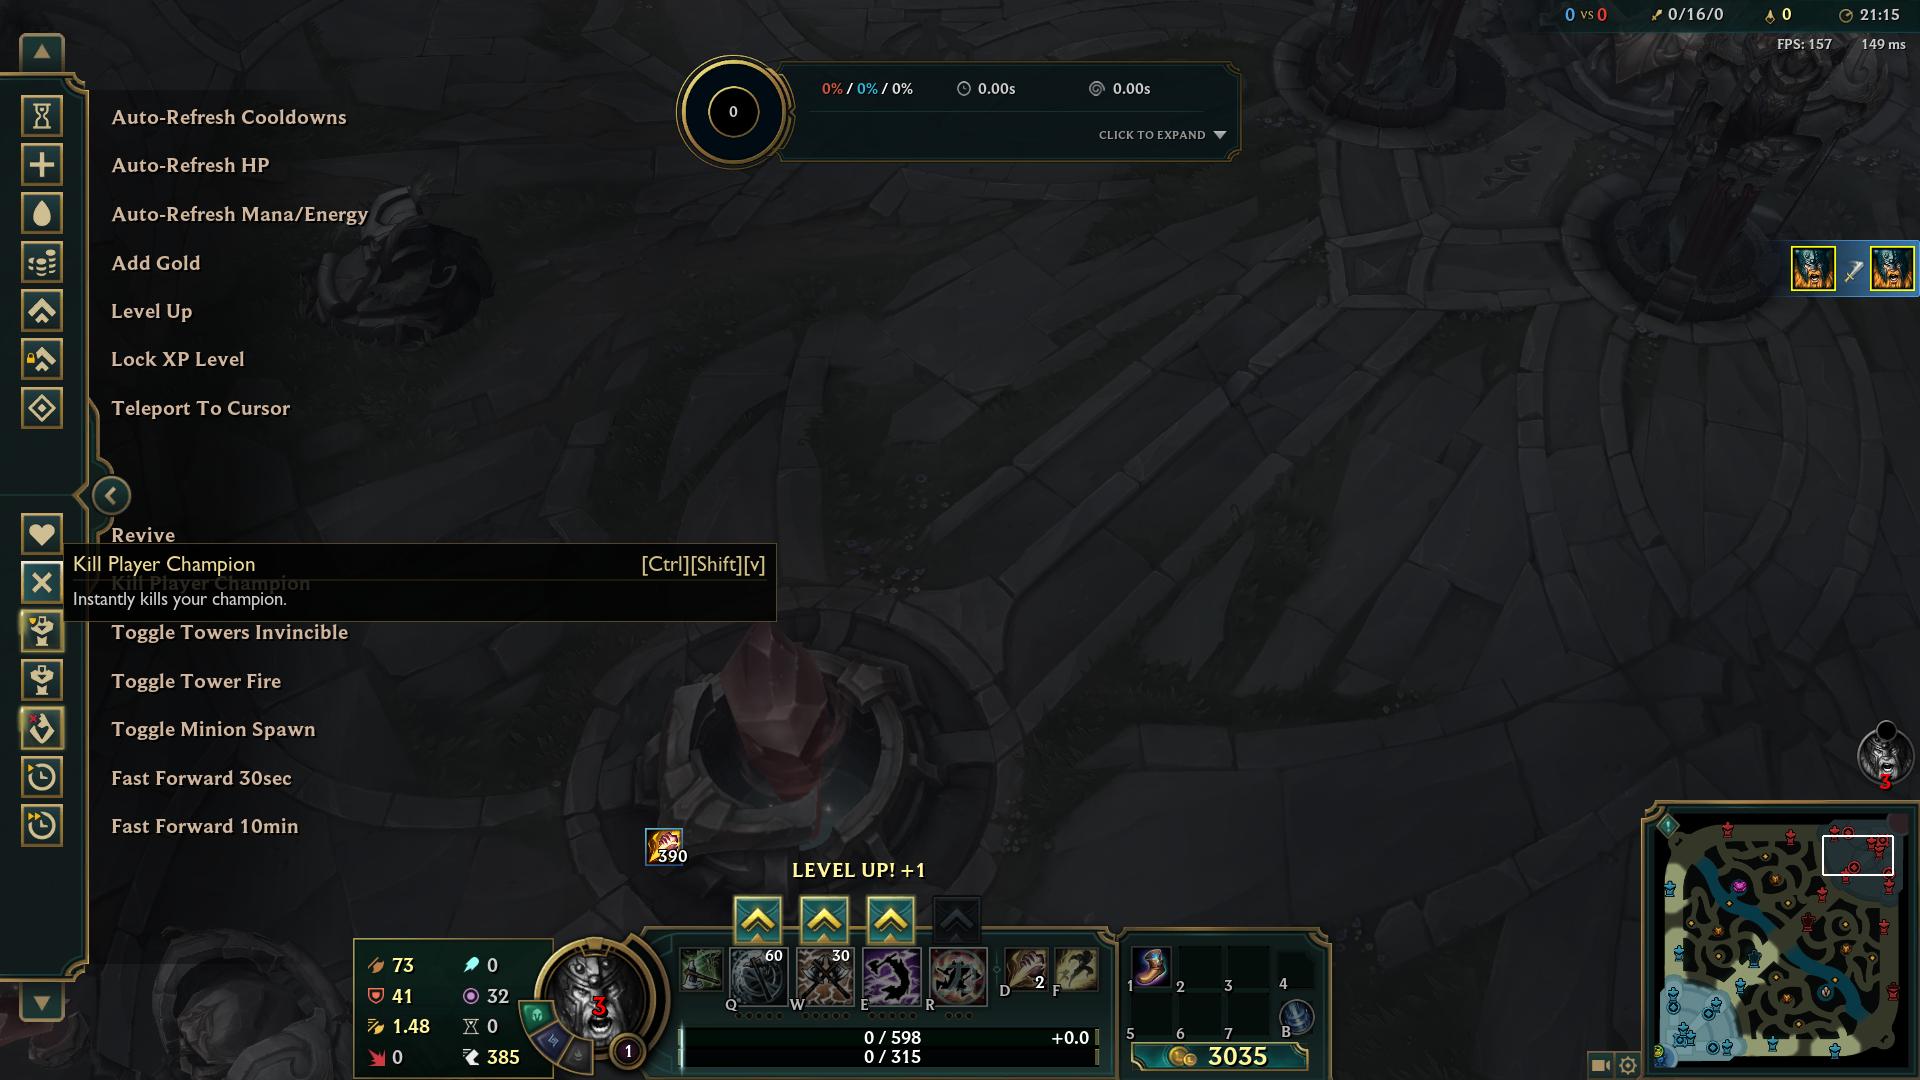 0 VS 0 0/16/0 0 21:15
FPS: 157 149 ms
0
0% / 0% / 0% 0.00s 0.00s
CLICK TO EXPAND
Auto-Refresh Cooldowns
Auto-Refresh HP
Auto-Refresh Mana/Energy
Add Gold
Level Up
Lock XP Level
Teleport To Cursor
Revive
Kill Player Champion [Ctrl][Shift][v]
Kill Player Champion
Instantly kills your champion.
Toggle Towers Invincible
Toggle Tower Fire
Toggle Minion Spawn
Fast Forward 30sec
Fast Forward 10min
3
390
LEVEL UP! +1
73 0
41 32
1.48 0
0 385
3
1
60 30
Q W E R D 2 F
0 / 598 +0.0
0 / 315
1 2 3 4
5 6 7 B
3035